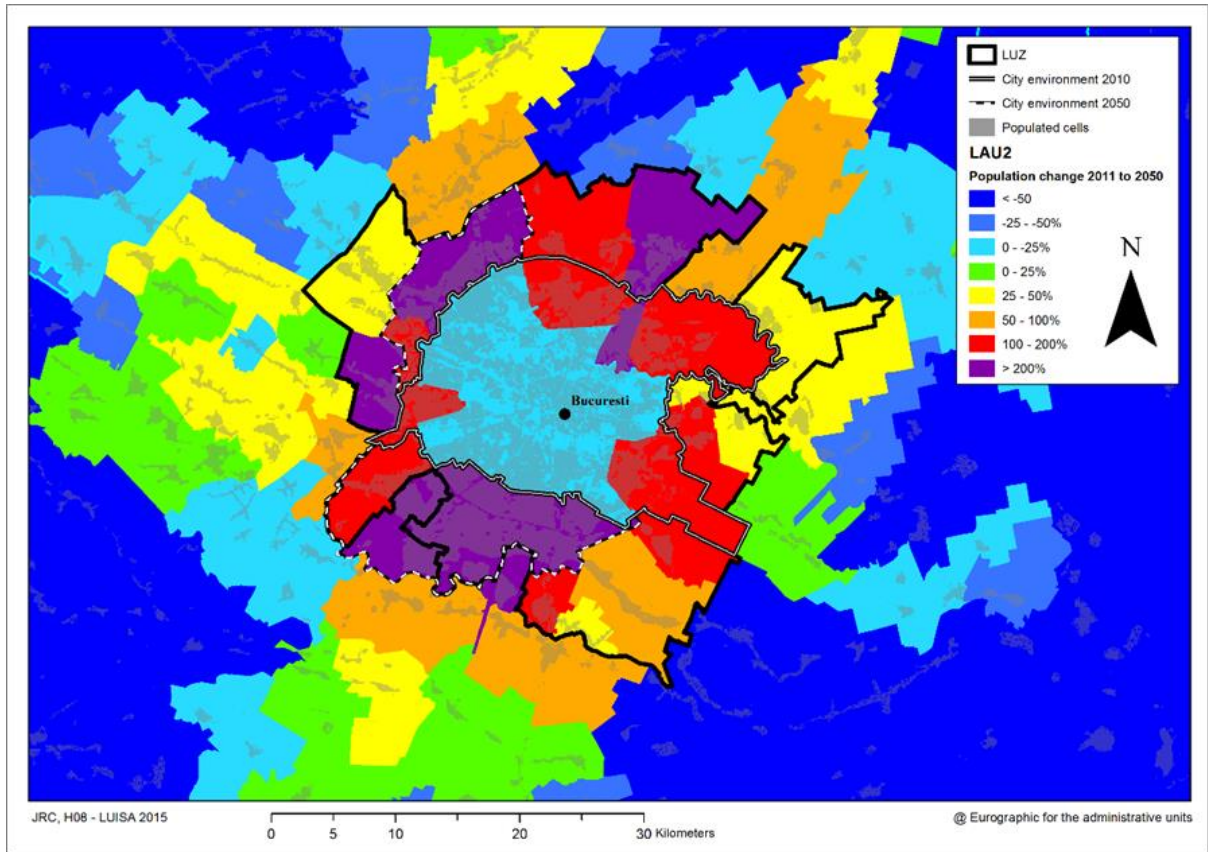 LUZ
City environment 2010
City environment 2050
Populated cells
LAU2
Population change 2011 to 2050
< -50
-25 - -50%
0 - -25%
0 - 25%
25 - 50%
50 - 100%
100 - 200%
> 200%
N
Bucuresti
JRC, H08 - LUISA 2015
0 5 10 20 30 Kilometers
@ Eurographic for the administrative units